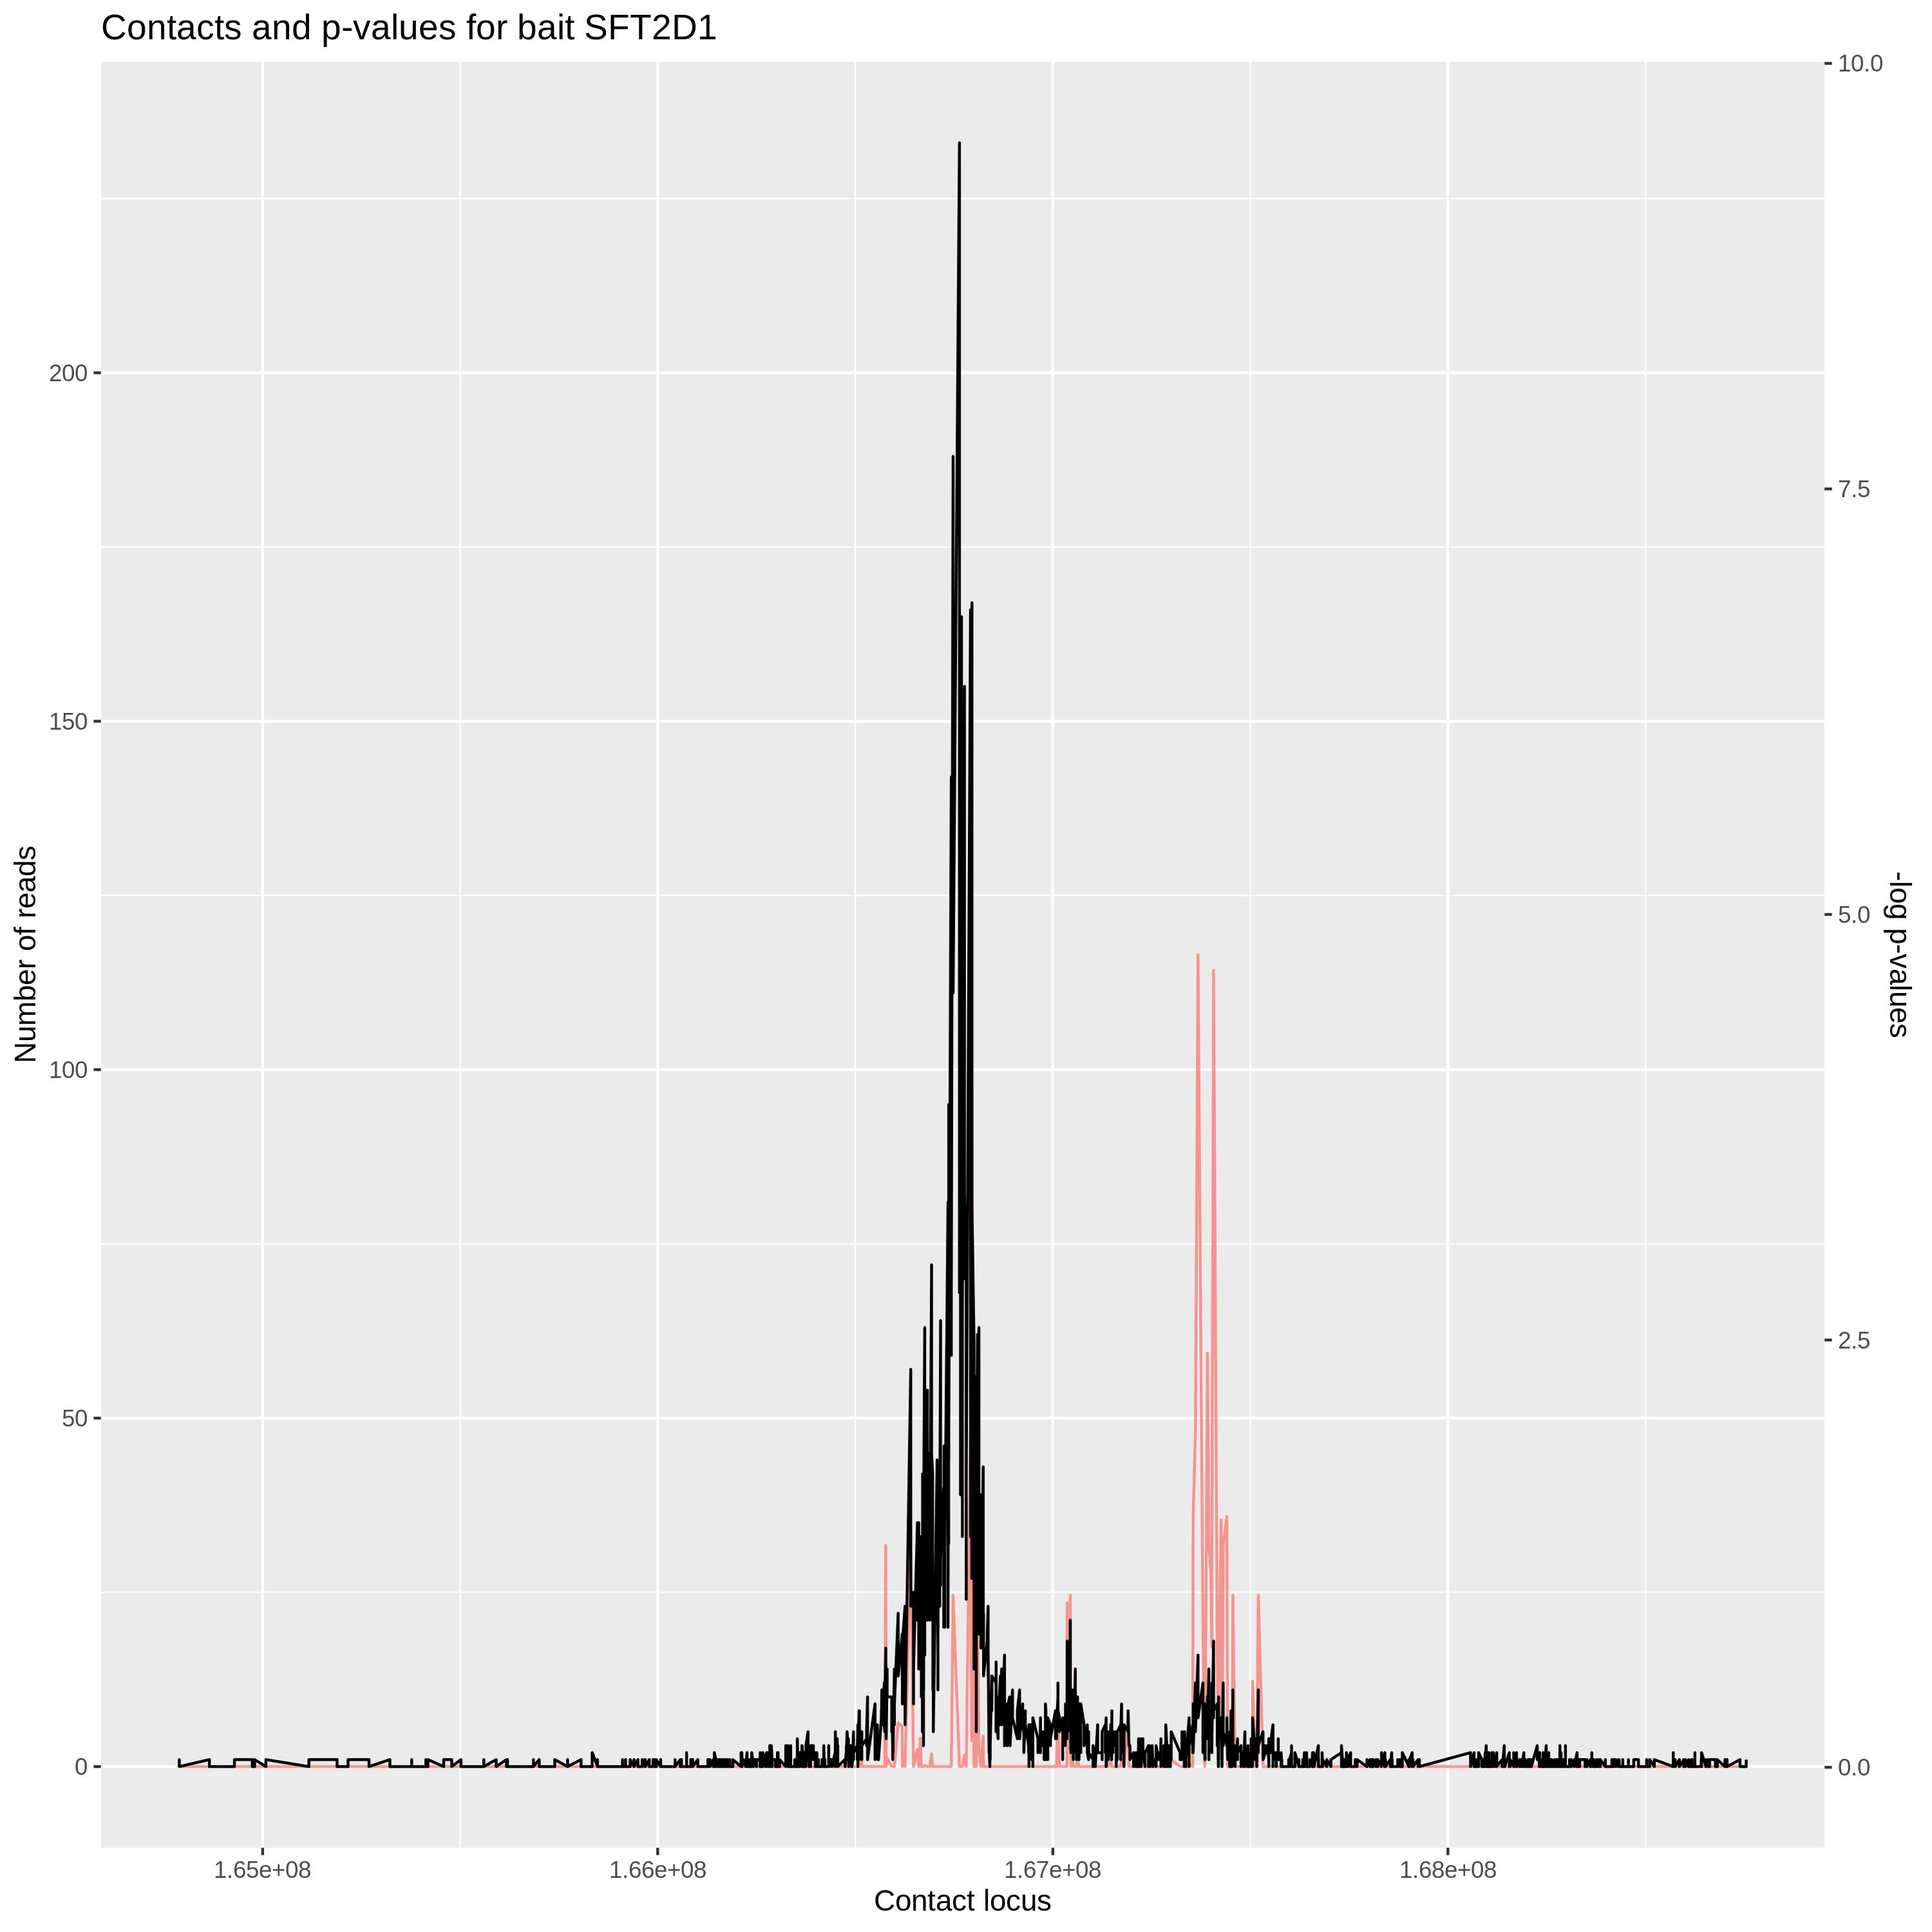 Contacts and p-values for bait SFT2D1
10.0
7.5
5.0
2.5
0.0
-log p-values
200
150
100
50
0
Number of reads
1.65e+08
1.66e+08
1.67e+08
1.68e+08
Contact locus